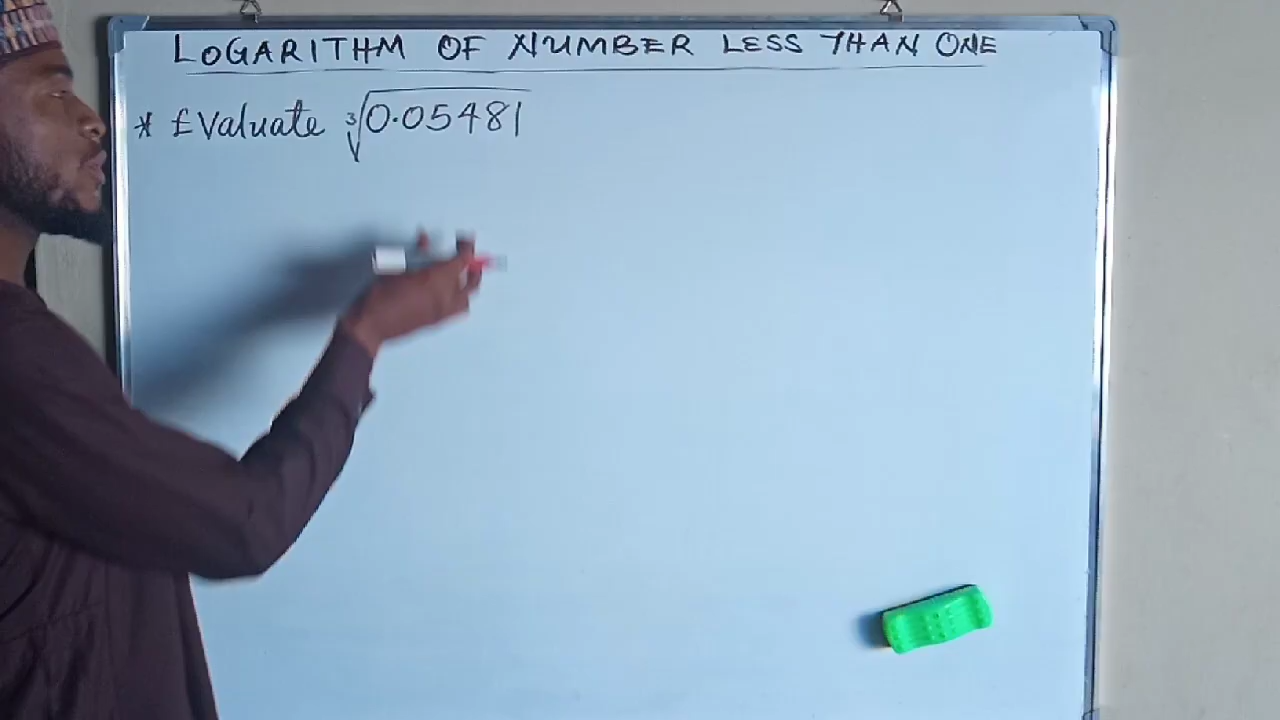 LOGARITHM OF NUMBER LESS THAN ONE
* Evaluate ∛0.05481